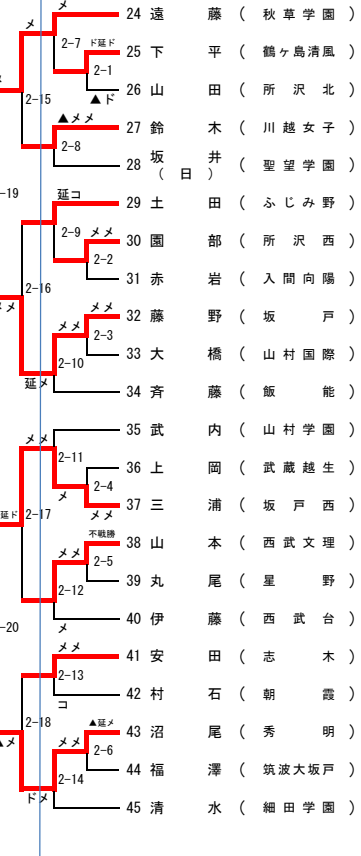 メ
24 遠 藤 ( 秋 草 学 園 )
2-7
ド延ド
25 下 平 ( 鶴 ヶ 島 清 風 )
2-1
26 山 田 ( 所 沢 北 )
▲ド
メ
2-15
▲メメ
27 鈴 木 ( 川 越 女 子 )
2-8
28 坂 井 ( 日 ) ( 聖 望 学 園 )
-19
延コ
29 土 田 ( ふ じ み 野 )
2-9
メメ
30 園 部 ( 所 沢 西 )
2-2
31 赤 岩 ( 入 間 向 陽 )
2-16
メメ
32 藤 野 ( 坂 戸 )
メメ
2-3
33 大 橋 ( 山 村 国 際 )
2-10
延メ
34 斉 藤 ( 飯 能 )
35 武 内 ( 山 村 学 園 )
メメ
2-11
36 上 岡 ( 武 蔵 越 生 )
2-4
メ
37 三 浦 ( 坂 戸 西 )
メメ
延ド
2-17
不戦勝
38 山 本 ( 西 武 文 理 )
メメ
2-5
39 丸 尾 ( 星 野 )
2-12
40 伊 藤 ( 西 武 台 )
メ
-20
メメ
41 安 田 ( 志 木 )
2-13
42 村 石 ( 朝 霞 )
コ
2-18
▲延メ
43 沼 尾 ( 秀 明 )
▲メ
メメ
2-6
44 福 澤 ( 筑 波 大 坂 戸 )
2-14
ドメ
45 清 水 ( 細 田 学 園 )